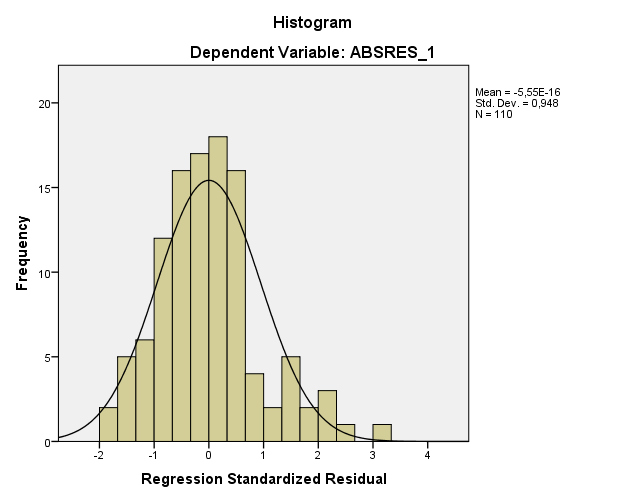 Histogram
Dependent Variable: ABSRES_1
Mean = -5,55E-16
Std. Dev. = 0,948
N = 110
Frequency
20
15
10
5
0
-2 -1 0 1 2 3 4
Regression Standardized Residual